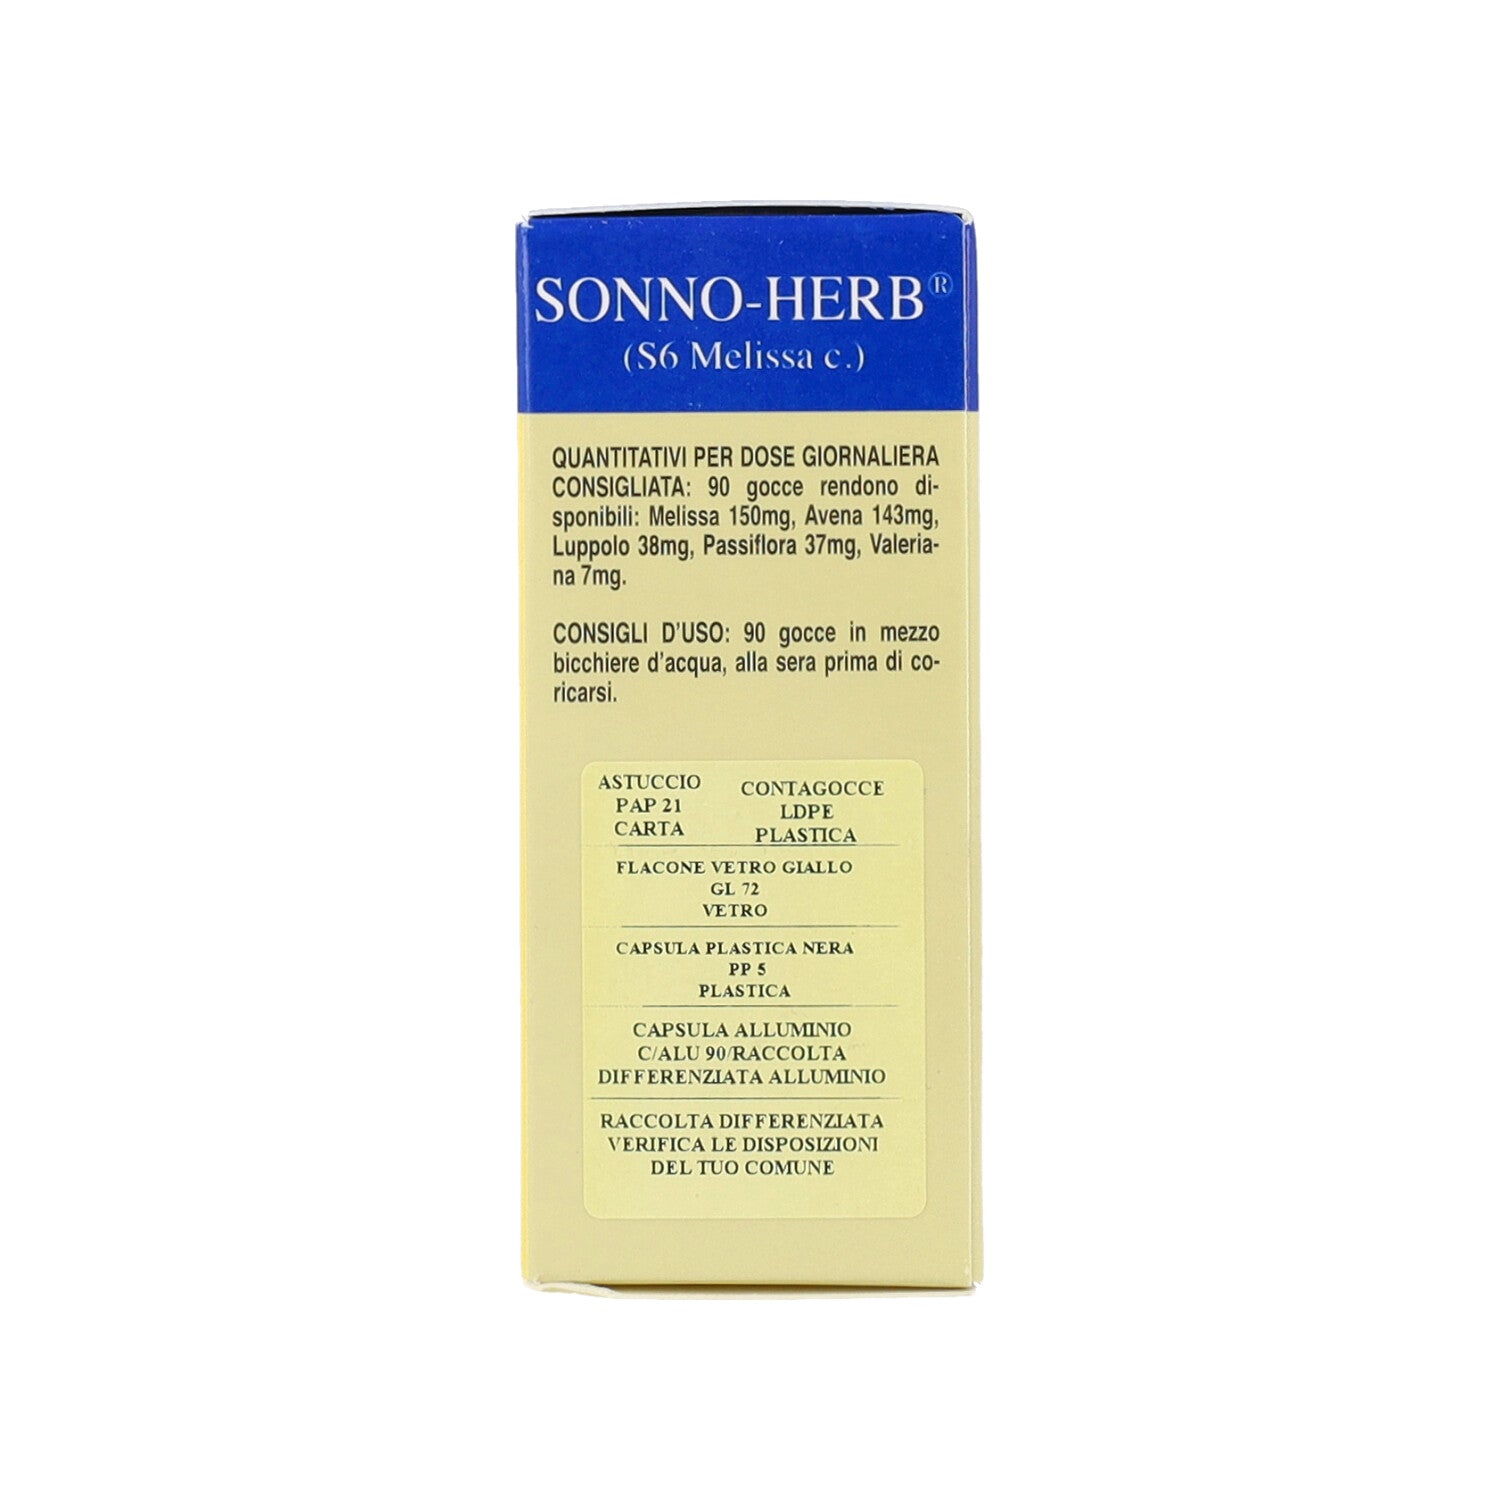 SONNO-HERB®
(S6 Melissa c.)
QUANTITATIVI PER DOSE GIORNALIERA
CONSIGLIATA: 90 gocce rendono di-
sponibili: Melissa 150mg, Avena 143mg,
Luppolo 38mg, Passiflora 37mg, Valeria-
na 7mg.
CONSIGLI D'USO: 90 gocce in mezzo
bicchiere d'acqua, alla sera prima di co-
ricarsi.
ASTUCCIO
PAP 21
CARTA
CONTAGOCCE
LDPE
PLASTICA
FLACONE VETRO GIALLO
GL 72
VETRO
CAPSULA PLASTICA NERA
PP 5
PLASTICA
CAPSULA ALLUMINIO
C/ALU 90/RACCOLTA
DIFFERENZIATA ALLUMINIO
RACCOLTA DIFFERENZIATA
VERIFICA LE DISPOSIZIONI
DEL TUO COMUNE